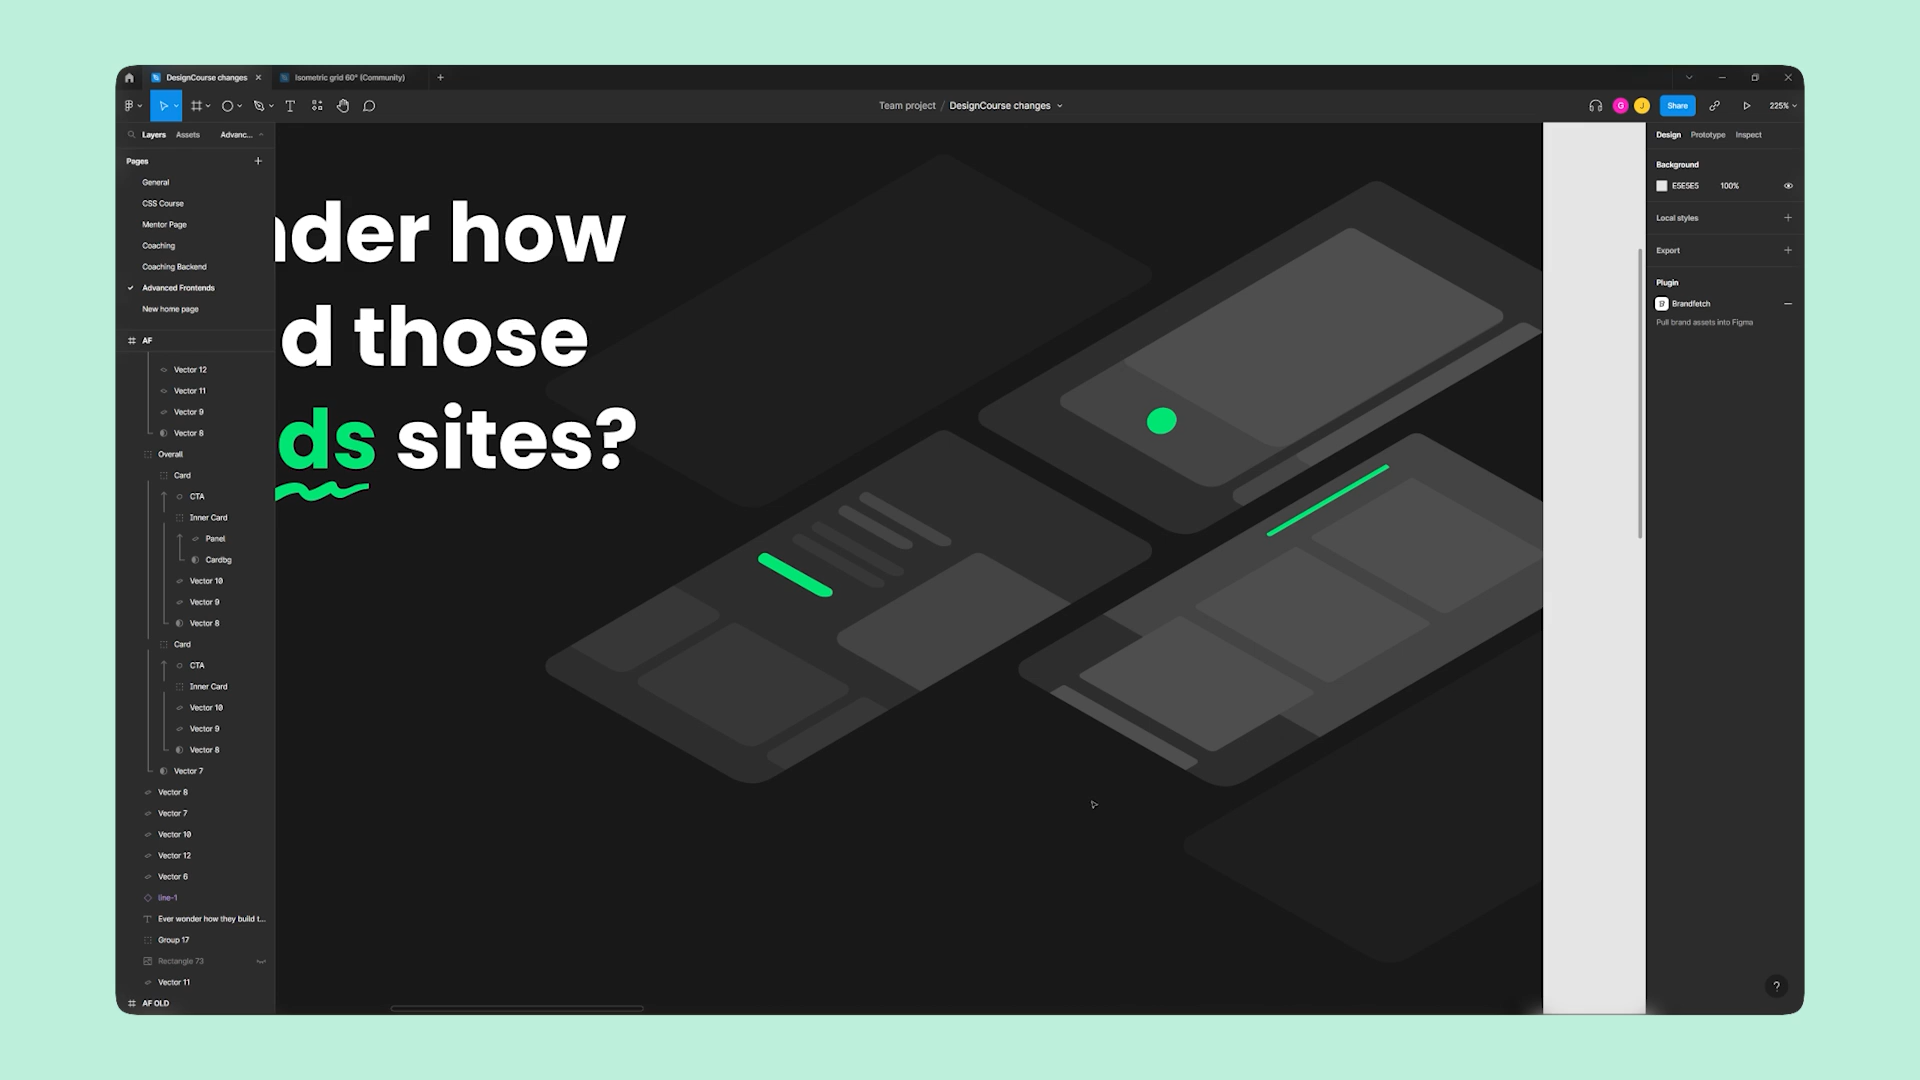 DesignCourse changes
Isometric grid 60° (Community)
Team project / DesignCourse changes
Share
225%
Layers
Assets
Advanc...
Pages
General
CSS Course
Mentor Page
Coaching
Coaching Backend
Advanced Frontends
New home page
AF
Vector 12
Vector 11
Vector 9
Vector 8
Overall
Card
CTA
Inner Card
Panel
Cardbg
Vector 10
Vector 9
Vector 8
Card
CTA
Inner Card
Vector 10
Vector 9
Vector 8
Vector 7
Vector 8
Vector 7
Vector 10
Vector 12
Vector 6
line-1
Ever wonder how they build t...
Group 17
Rectangle 73
Vector 11
AF OLD
nder how
d those
ds sites?
Design
Prototype
Inspect
Background
E5E5E5
100%
Local styles
Export
Plugin
Brandfetch
Pull brand assets into Figma
G
J
?